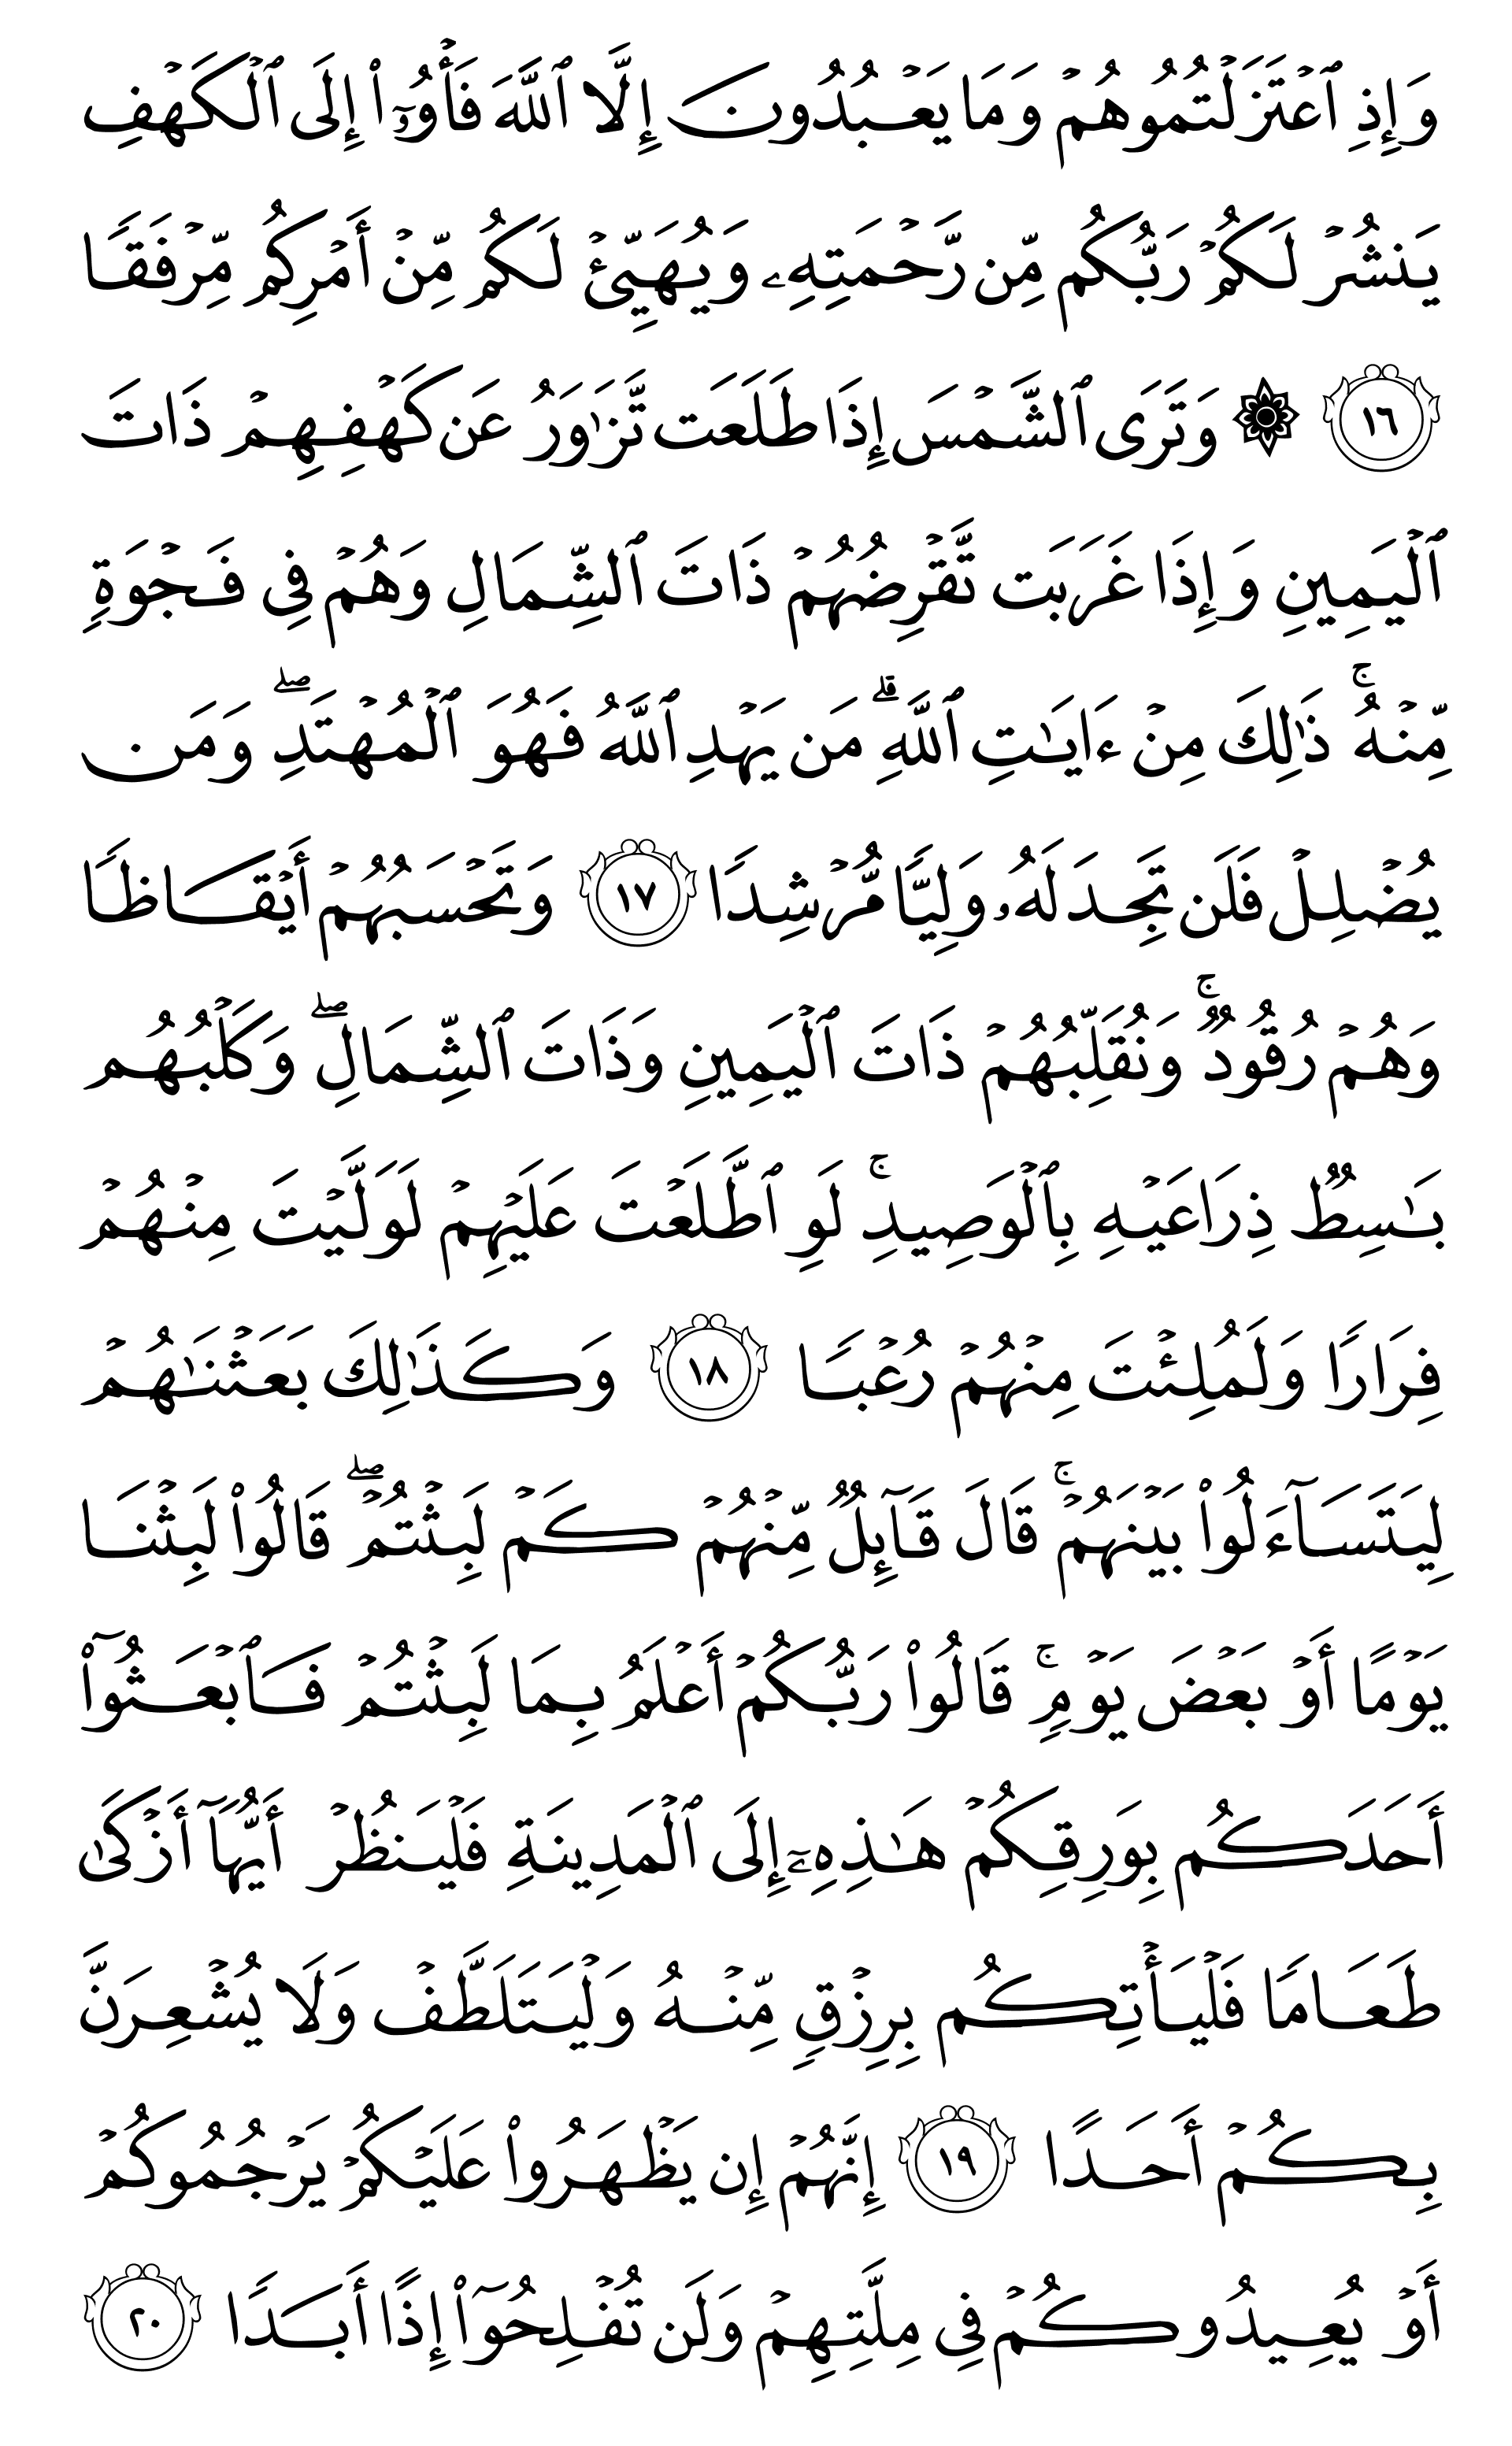 وَإِذِ ٱعۡتَزَلۡتُمُوهُمۡ وَمَا يَعۡبُدُونَ إِلَّا ٱللَّهَ فَأۡوُۥٓاْ إِلَى ٱلۡكَهۡفِ
يَنشُرۡ لَكُمۡ رَبُّكُم مِّن رَّحۡمَتِهِۦ وَيُهَيِّئۡ لَكُم مِّنۡ أَمۡرِكُم مِّرۡفَقٗا
١٦ ۞ وَتَرَى ٱلشَّمۡسَ إِذَا طَلَعَت تَّزَٰوَرُ عَن كَهۡفِهِمۡ ذَاتَ
ٱلۡيَمِينِ وَإِذَا غَرَبَت تَّقۡرِضُهُمۡ ذَاتَ ٱلشِّمَالِ وَهُمۡ فِي فَجۡوَةٖ
مِّنۡهُۚ ذَٰلِكَ مِنۡ ءَايَٰتِ ٱللَّهِۗ مَن يَهۡدِ ٱللَّهُ فَهُوَ ٱلۡمُهۡتَدِۖ وَمَن
يُضۡلِلۡ فَلَن تَجِدَ لَهُۥ وَلِيّٗا مُّرۡشِدٗا ١٧ وَتَحۡسَبُهُمۡ أَيۡقَاظٗا
وَهُمۡ رُقُودٞۚ وَنُقَلِّبُهُمۡ ذَاتَ ٱلۡيَمِينِ وَذَاتَ ٱلشِّمَالِۖ وَكَلۡبُهُم
بَٰسِطٞ ذِرَاعَيۡهِ بِٱلۡوَصِيدِۚ لَوِ ٱطَّلَعۡتَ عَلَيۡهِمۡ لَوَلَّيۡتَ مِنۡهُمۡ
فِرَارٗا وَلَمُلِئۡتَ مِنۡهُمۡ رُعۡبٗا ١٨ وَكَذَٰلِكَ بَعَثۡنَٰهُمۡ
لِيَتَسَآءَلُواْ بَيۡنَهُمۡۚ قَالَ قَآئِلٞ مِّنۡهُمۡ كَمۡ لَبِثۡتُمۡۖ قَالُواْ لَبِثۡنَا
يَوۡمًا أَوۡ بَعۡضَ يَوۡمٖۚ قَالُواْ رَبُّكُمۡ أَعۡلَمُ بِمَا لَبِثۡتُمۡ فَٱبۡعَثُوٓاْ
أَحَدَكُم بِوَرِقِكُمۡ هَٰذِهِۦٓ إِلَى ٱلۡمَدِينَةِ فَلۡيَنظُرۡ أَيُّهَآ أَزۡكَىٰ
طَعَامٗا فَلۡيَأۡتِكُم بِرِزۡقٖ مِّنۡهُ وَلۡيَتَلَطَّفۡ وَلَا يُشۡعِرَنَّ
بِكُمۡ أَحَدًا ١٩ إِنَّهُمۡ إِن يَظۡهَرُواْ عَلَيۡكُمۡ يَرۡجُمُوكُمۡ
أَوۡ يُعِيدُوكُمۡ فِي مِلَّتِهِمۡ وَلَن تُفۡلِحُوٓاْ إِذًا أَبَدٗا ٢٠